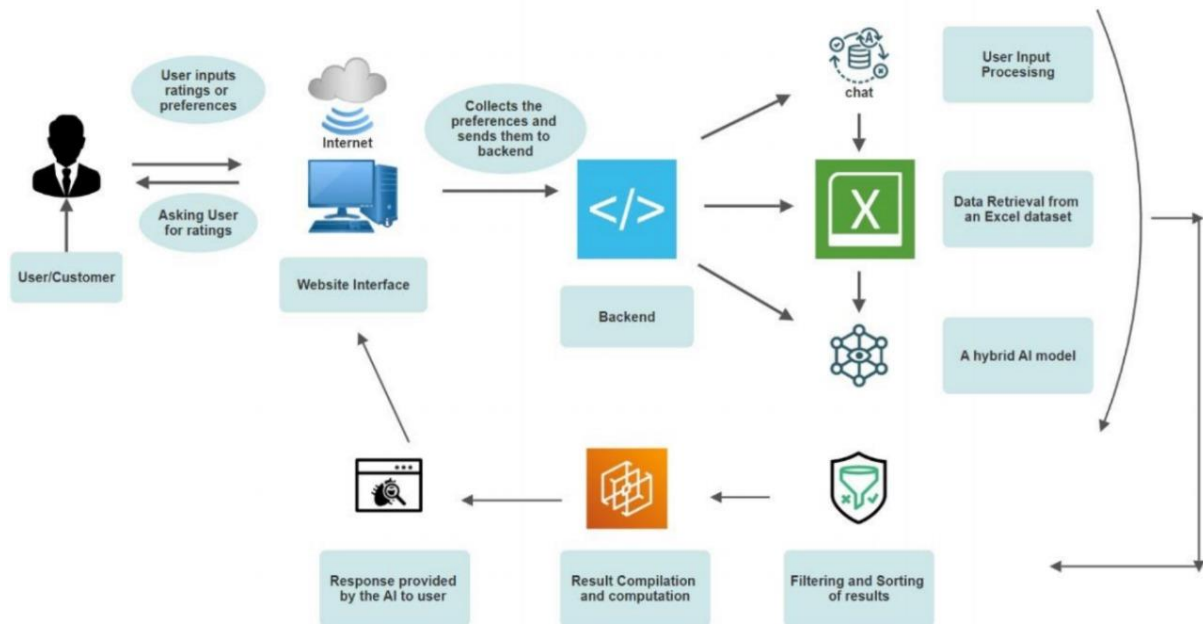 User inputs
ratings or
preferences
Internet
Collects the
preferences and
sends them to
backend
chat
User Input
Procesisng
Asking User
for ratings
</>
X
Data Retrieval from
an Excel dataset
User/Customer
Website Interface
Backend
A hybrid AI model
Response provided
by the AI to user
Result Compilation
and computation
Filtering and Sorting
of results